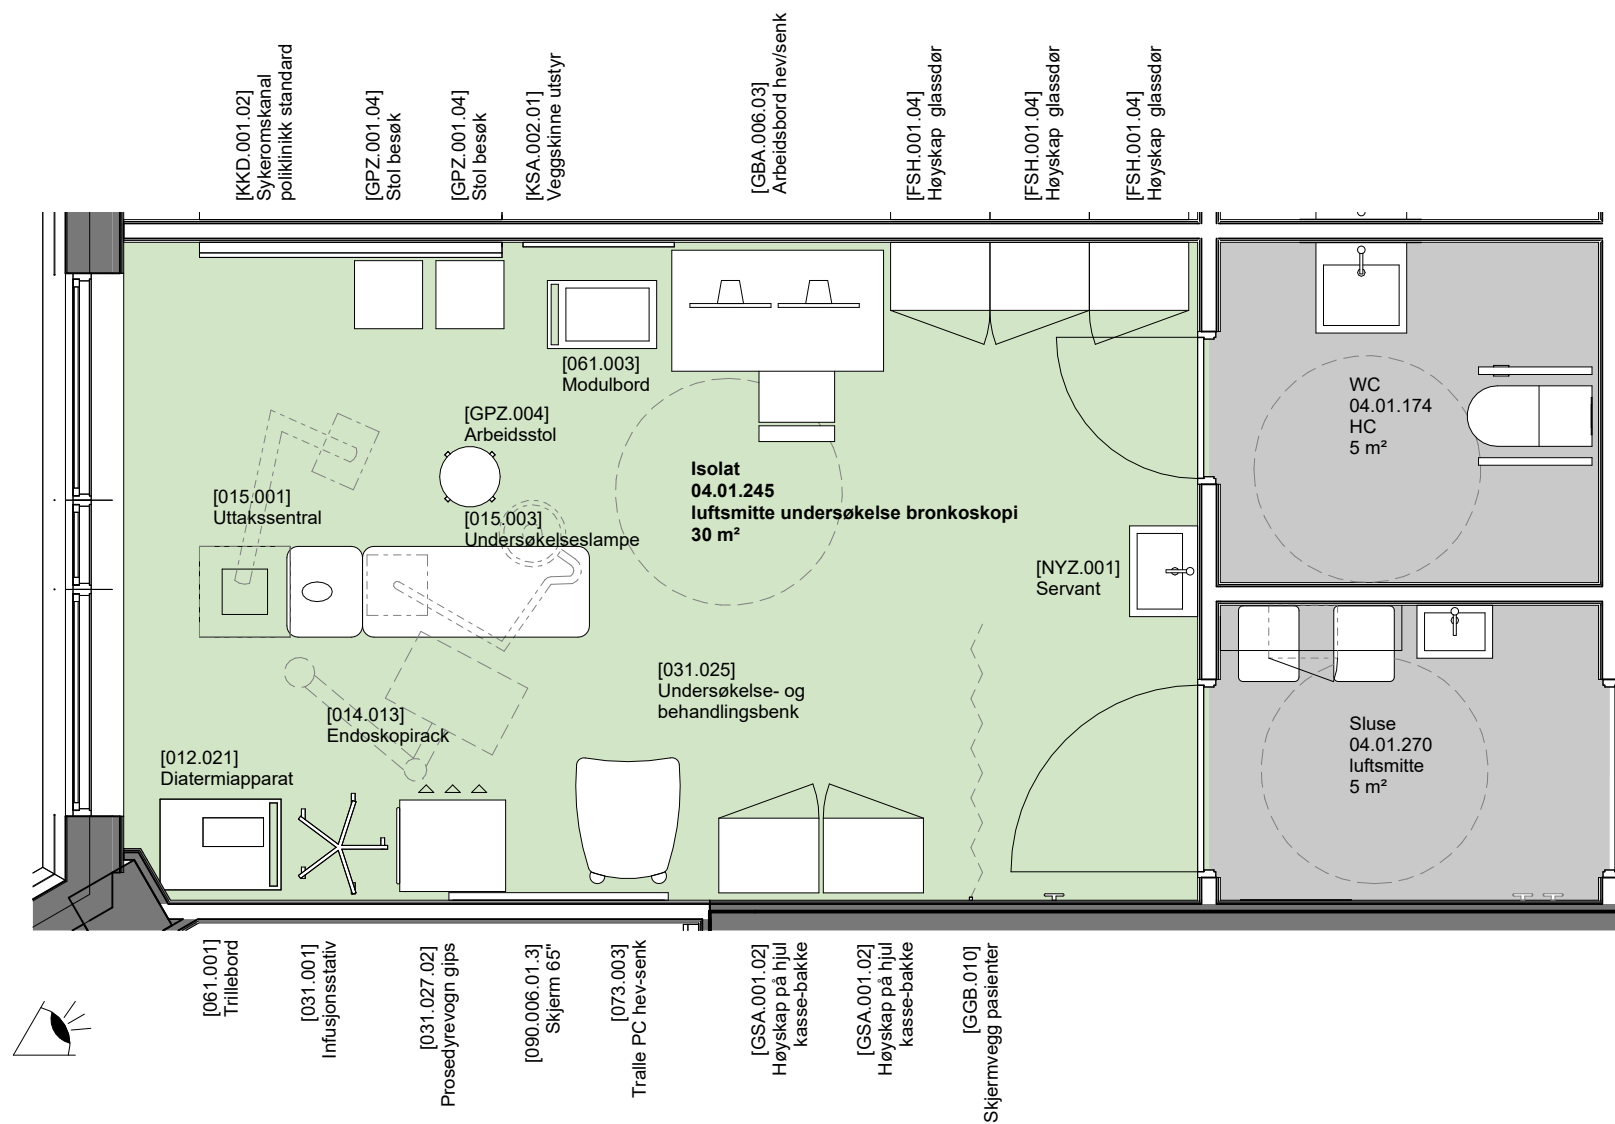 [KKD.001.02]
Sykeromskanal
poliklinikk standard
[GPZ.001.04]
Stol besøk
[GPZ.001.04]
Stol besøk
[KSA.002.01]
Veggskinne utstyr
[GBA.006.03]
Arbeidsbord hev/senk
[FSH.001.04]
Høyskap glassdør
[FSH.001.04]
Høyskap glassdør
[FSH.001.04]
Høyskap glassdør
[061.003]
Modulbord
[GPZ.004]
Arbeidsstol
[015.001]
Uttakssentral
[015.003]
Undersøkelseslampe
Isolat
04.01.245
luftsmitte undersøkelse bronkoskopi
30 m²
WC
04.01.174
HC
5 m²
[NYZ.001]
Servant
[031.025]
Undersøkelse- og
behandlingsbenk
[014.013]
Endoskopirack
[012.021]
Diatermiapparat
Sluse
04.01.270
luftsmitte
5 m²
[061.001]
Trillebord
[031.001]
Infusjonsstativ
[031.027.02]
Prosedyrevogn gips
[090.006.01.3]
Skjerm 65"
[073.003]
Tralle PC hev-senk
[GSA.001.02]
Høyskap på hjul
kasse-bakke
[GSA.001.02]
Høyskap på hjul
kasse-bakke
[GGB.010]
Skjermvegg pasienter